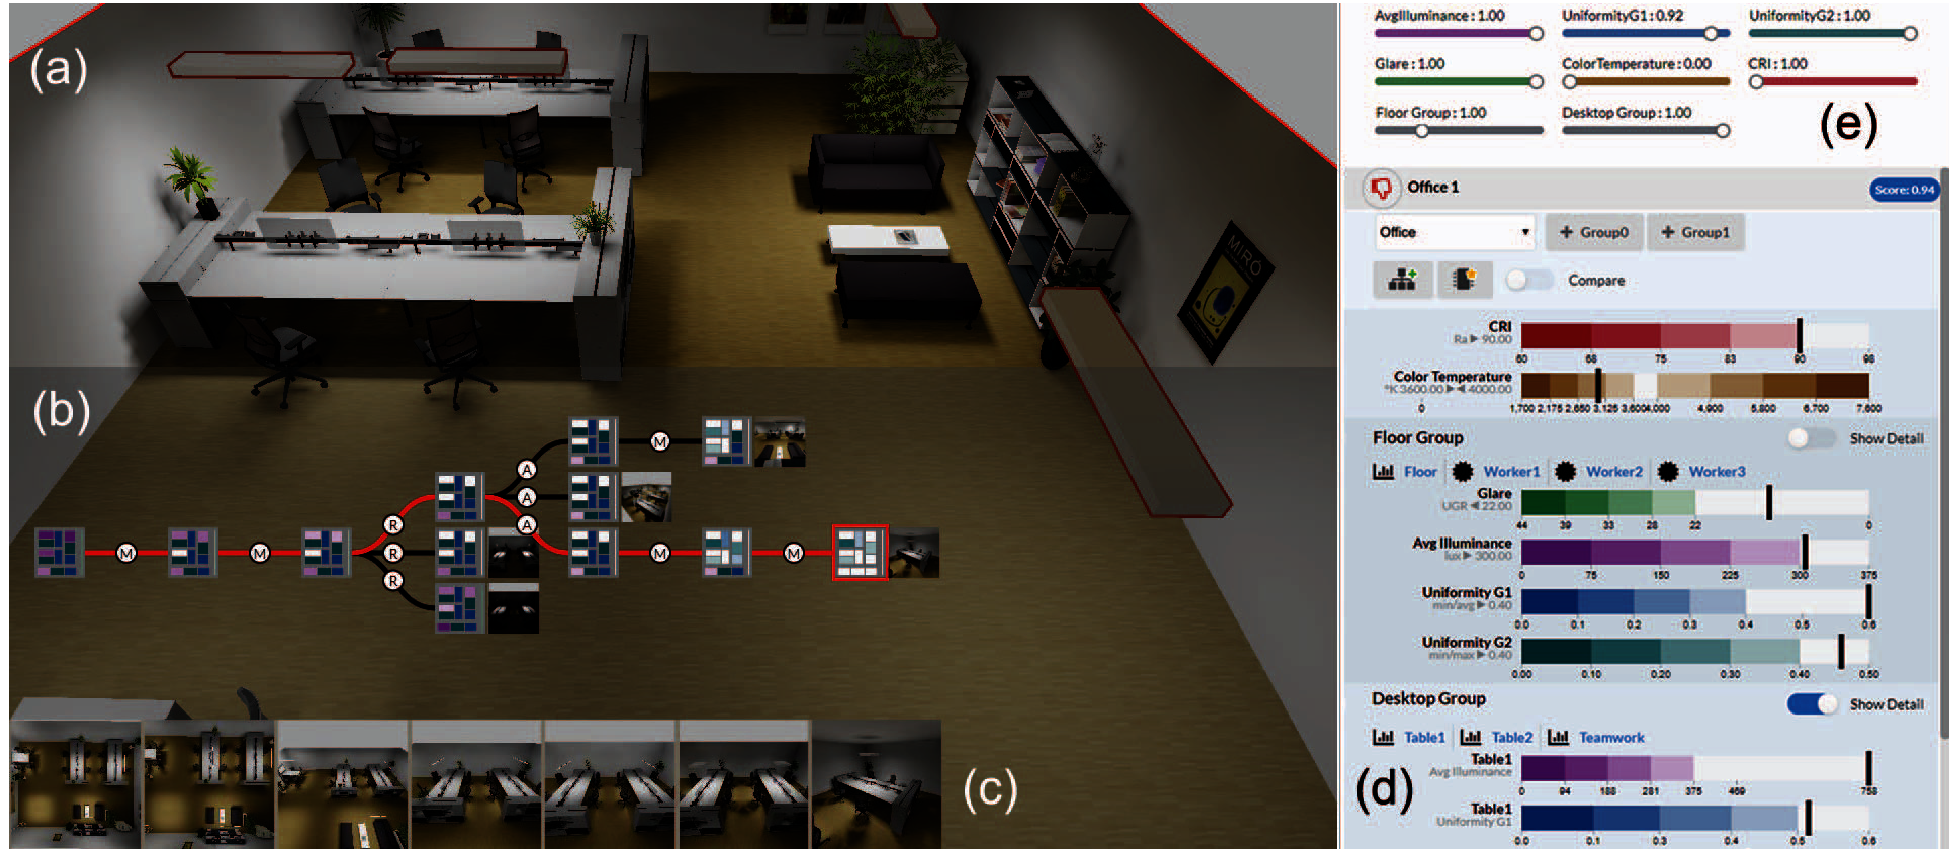 (a)
MIRÓ
(b)
M
A
A
A
M
M
R
R
R
M
M
(c)
AvgIlluminance : 1.00
UniformityG1 : 0.92
UniformityG2 : 1.00
Glare : 1.00
ColorTemperature : 0.00
CRI : 1.00
Floor Group : 1.00
Desktop Group : 1.00
(e)
Office 1
Score: 0.94
Office
+ Group0
+ Group1
Compare
CRI
Ra ▶ 90.00
60 68 75 83 90 98
Color Temperature
°K 3600.00 ▶ ◀ 4000.00
0
1,700 2,175 2,650 3,125 3,600 4,000 4,900 5,800 6,700 7,600
Floor Group
Show Detail
Floor Worker1 Worker2 Worker3
Glare
UGR ◀ 22.00
44 39 33 28 22 0
Avg Illuminance
lux ▶ 300.00
0 75 150 225 300 375
Uniformity G1
min/avg ▶ 0.40
0.0 0.1 0.2 0.3 0.4 0.5 0.6
Uniformity G2
min/max ▶ 0.40
0.00 0.10 0.20 0.30 0.40 0.50
Desktop Group
Show Detail
Table1 Table2 Teamwork
(d)
Table1
Avg Illuminance
0 94 188 281 375 469 758
Table1
Uniformity G1
0.0 0.1 0.3 0.4 0.5 0.6